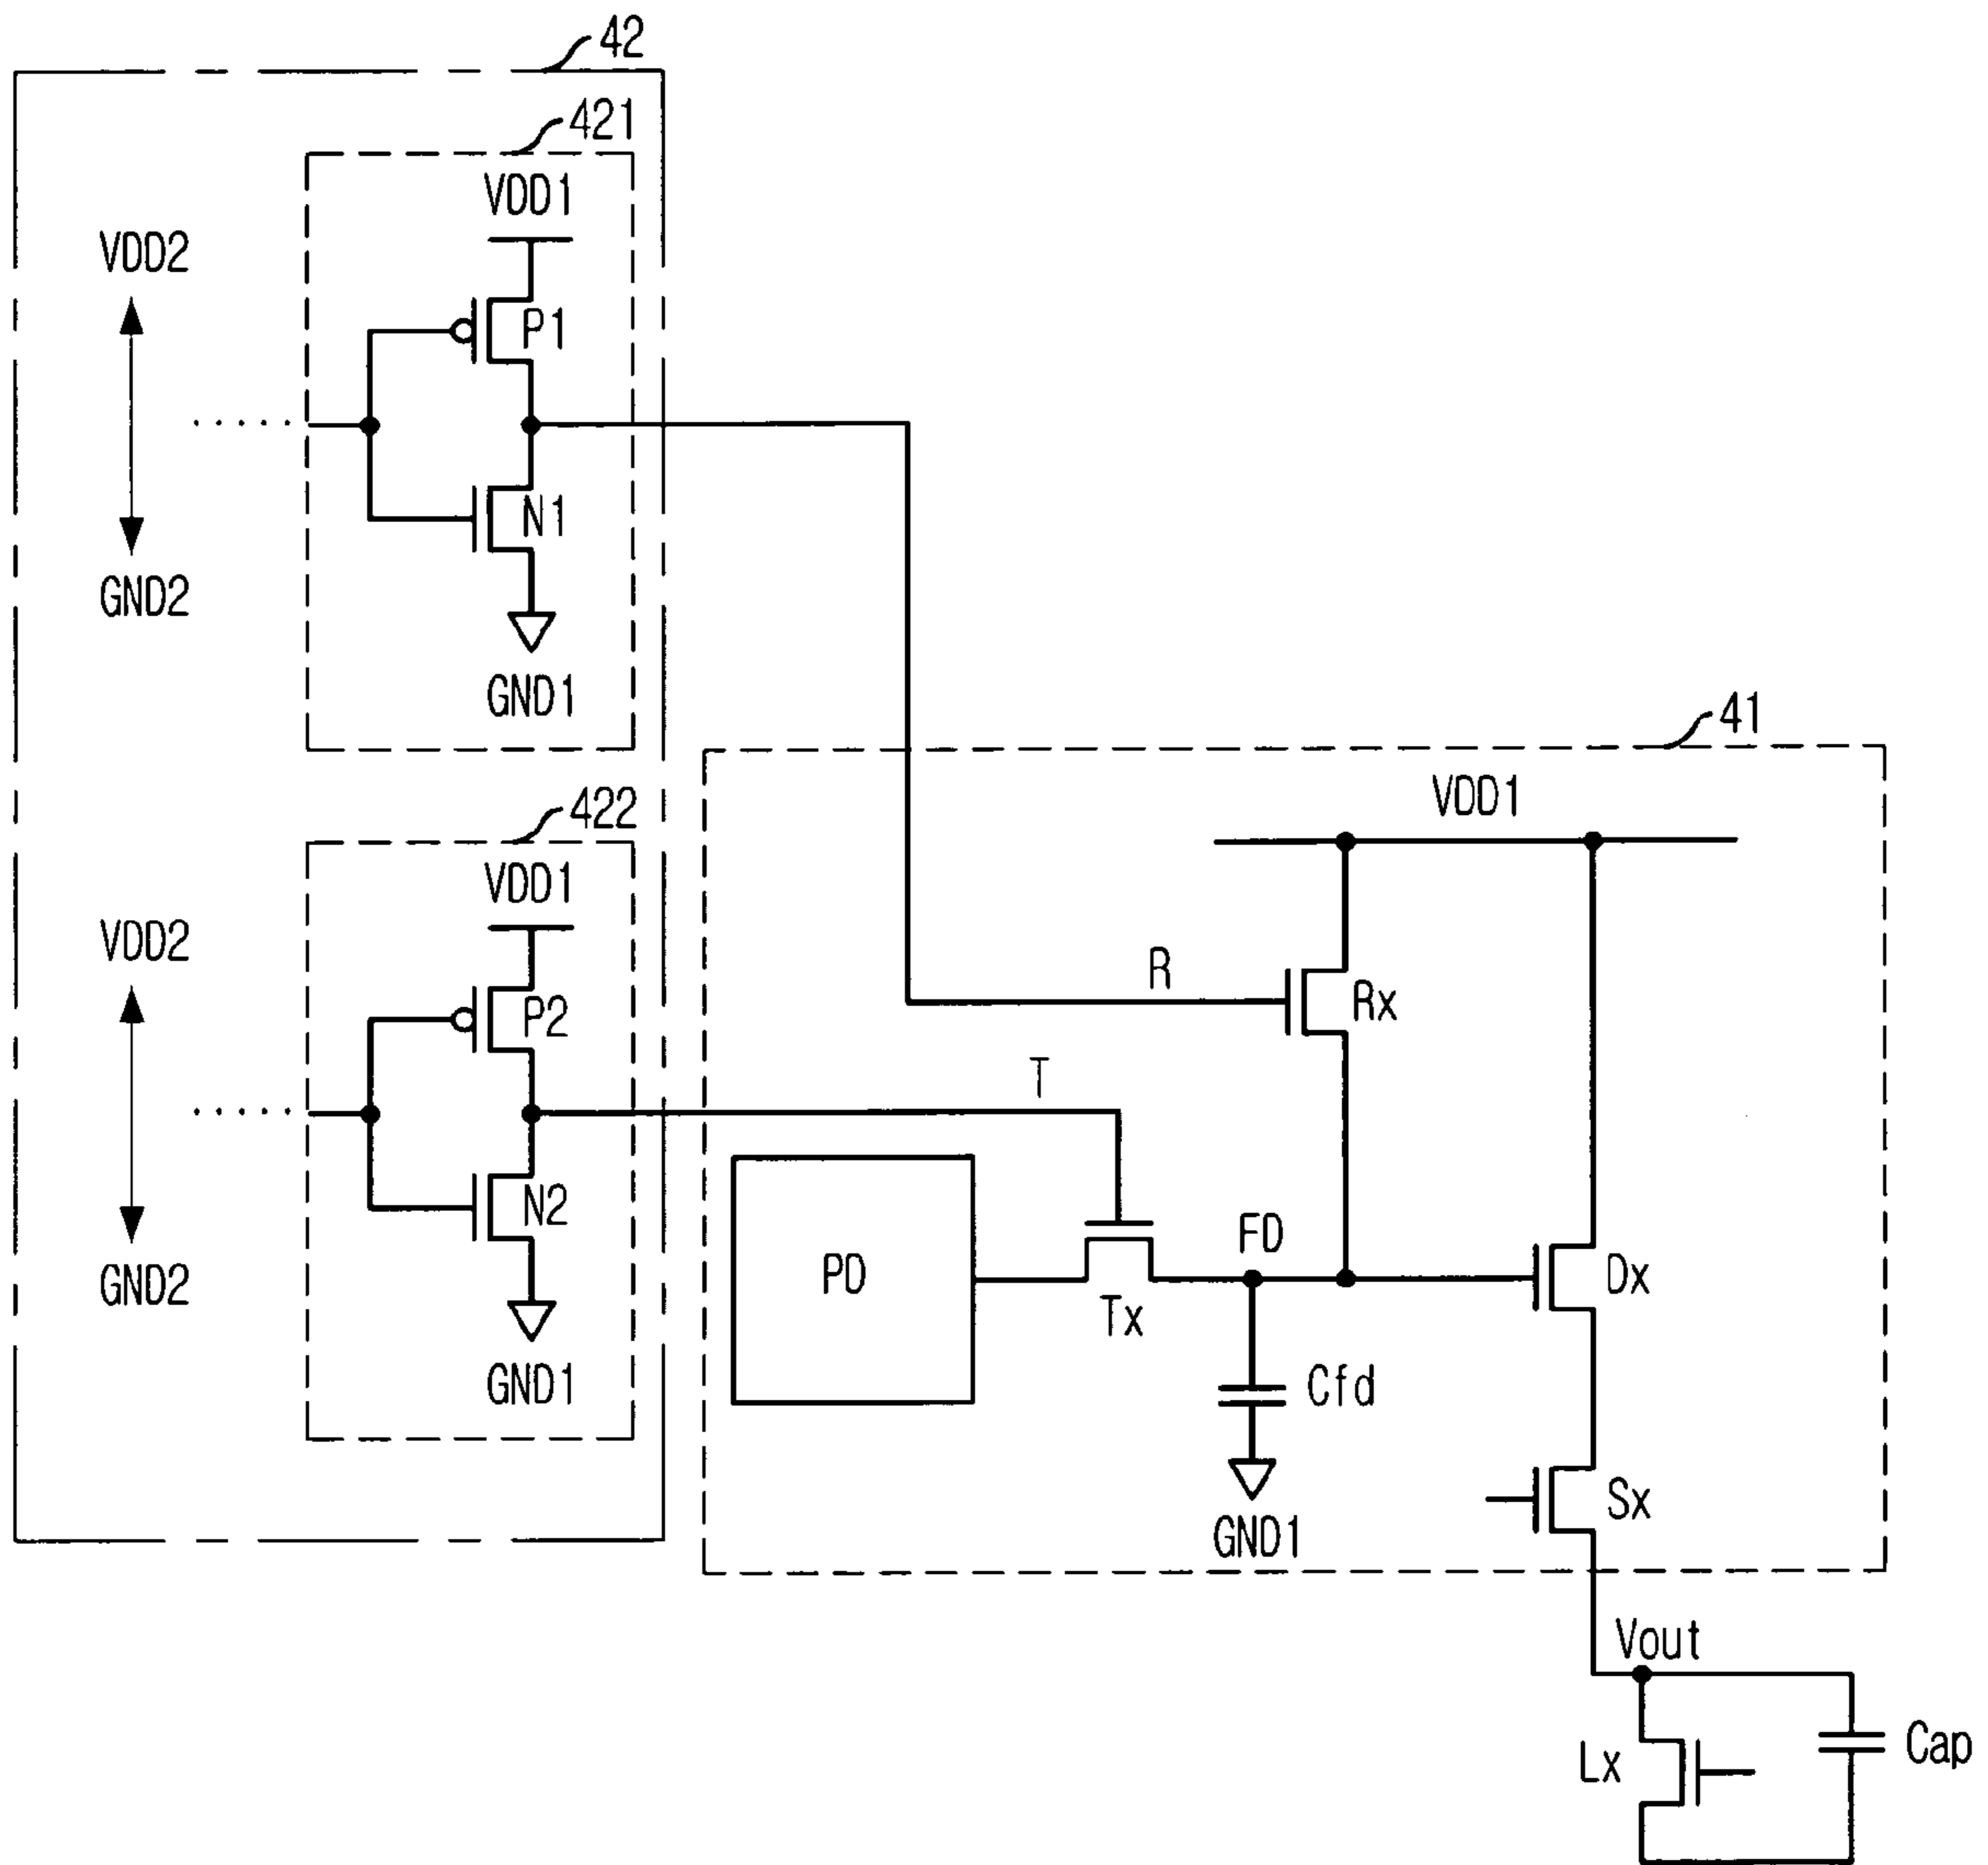 42
421
VDD1
VDD2
P1
N1
GND2
GND1
41
422
VDD1
VDD1
VDD2
R
Rx
P2
T
N2
FD
GND2
PD
Dx
Tx
GND1
Cfd
Sx
GND1
Vout
Lx
Cap